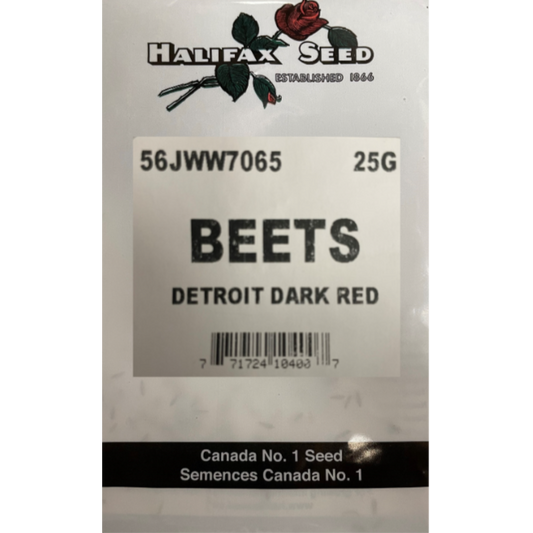 HALIFAX SEED
ESTABLISHED 1866
56JWW7065 25G
BEETS
DETROIT DARK RED
7 71724 10400 7
Canada No. 1 Seed
Semences Canada No. 1